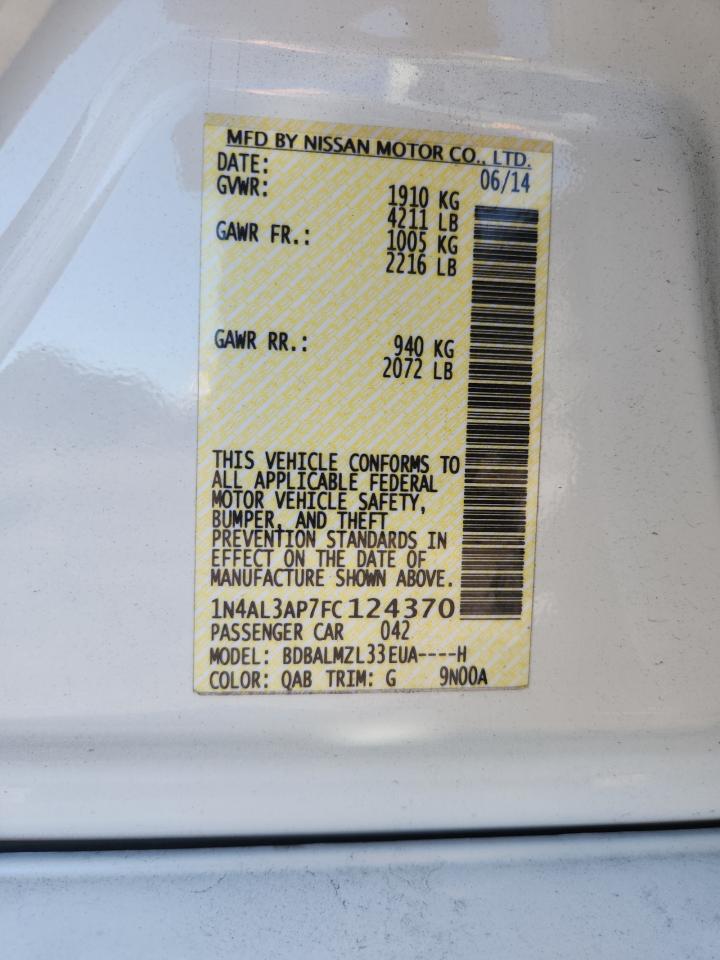 MFD BY NISSAN MOTOR CO., LTD.
DATE: 06/14
GVWR: 1910 KG
4211 LB
GAWR FR.: 1005 KG
2216 LB
GAWR RR.: 940 KG
2072 LB
THIS VEHICLE CONFORMS TO
ALL APPLICABLE FEDERAL
MOTOR VEHICLE SAFETY,
BUMPER, AND THEFT
PREVENTION STANDARDS IN
EFFECT ON THE DATE OF
MANUFACTURE SHOWN ABOVE.
1N4AL3AP7FC124370
PASSENGER CAR 042
MODEL: BDBALMZL33EUA----H
COLOR: QAB TRIM: G 9N00A